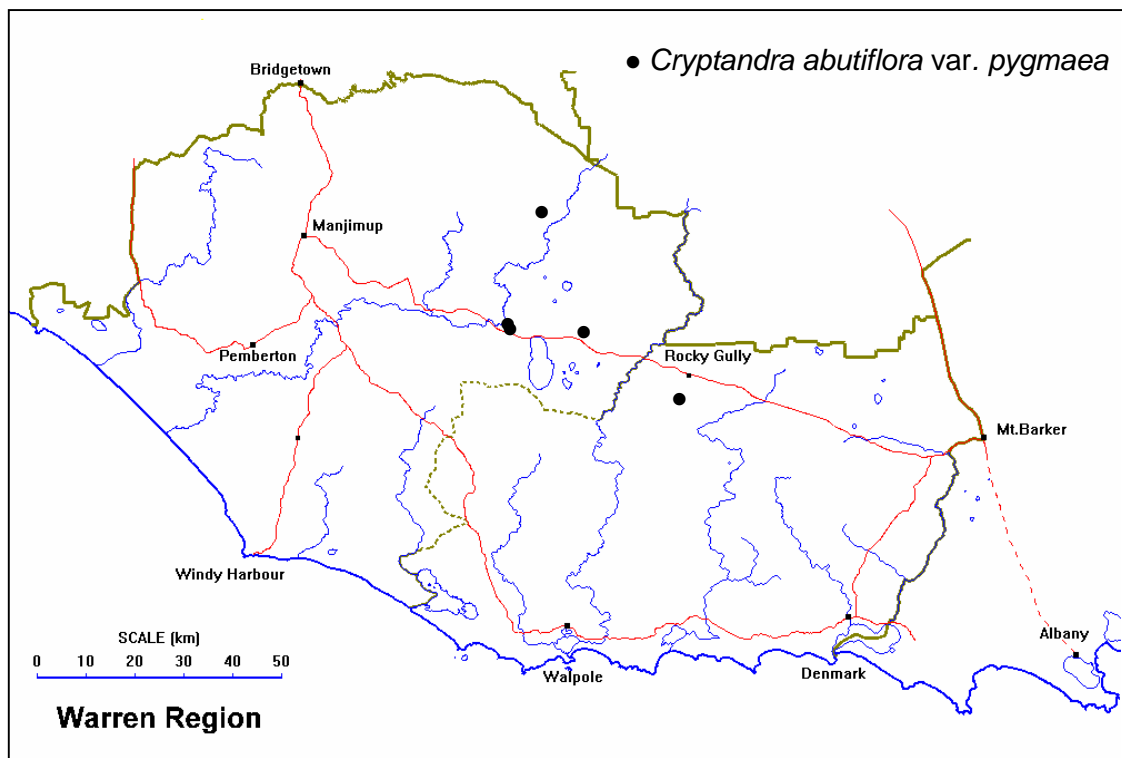 ● Cryptandra abutiflora var. pygmaea
Bridgetown
Manjimup
Pemberton
Rocky Gully
Mt.Barker
Windy Harbour
SCALE (km)
0 10 20 30 40 50
Walpole
Denmark
Albany
Warren Region